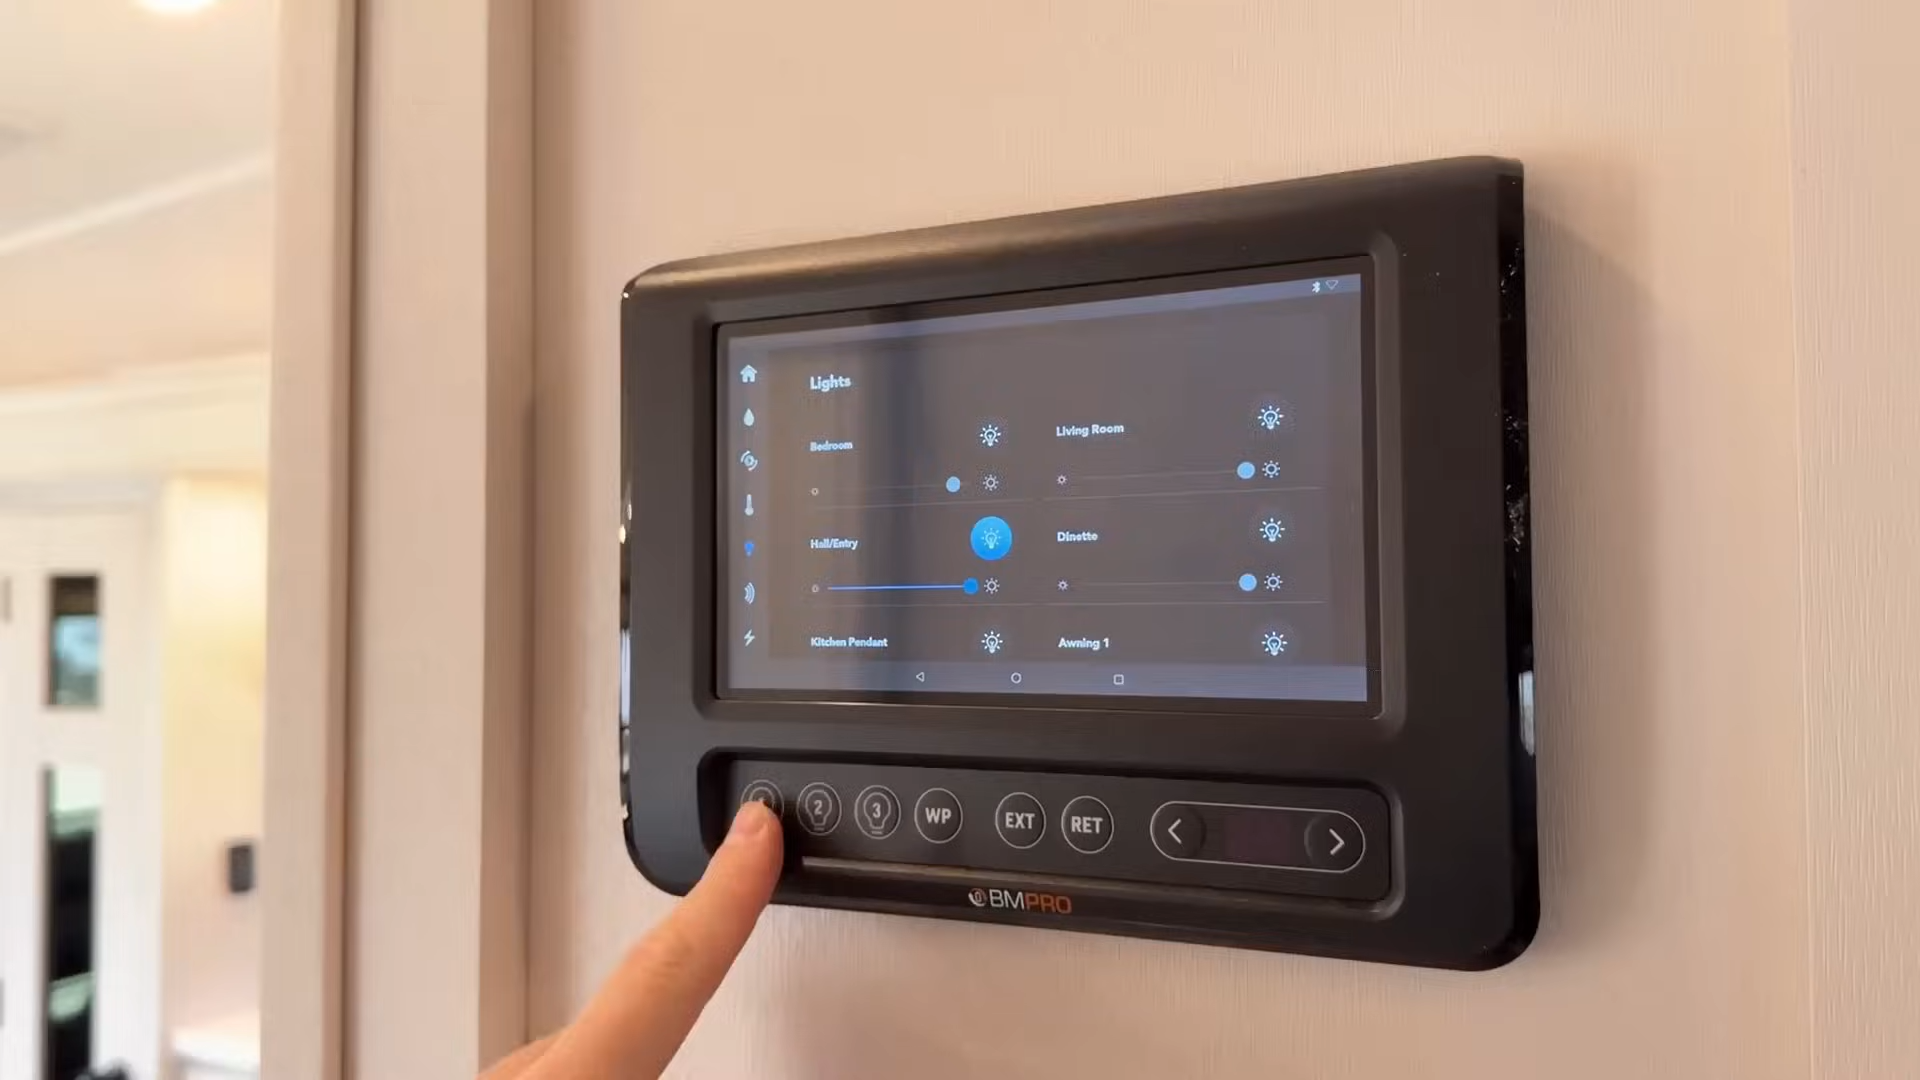 Lights
Bedroom
Living Room
Hall/Entry
Dinette
Kitchen Pendant
Awning 1
2
3
WP
EXT
RET
BMPRO